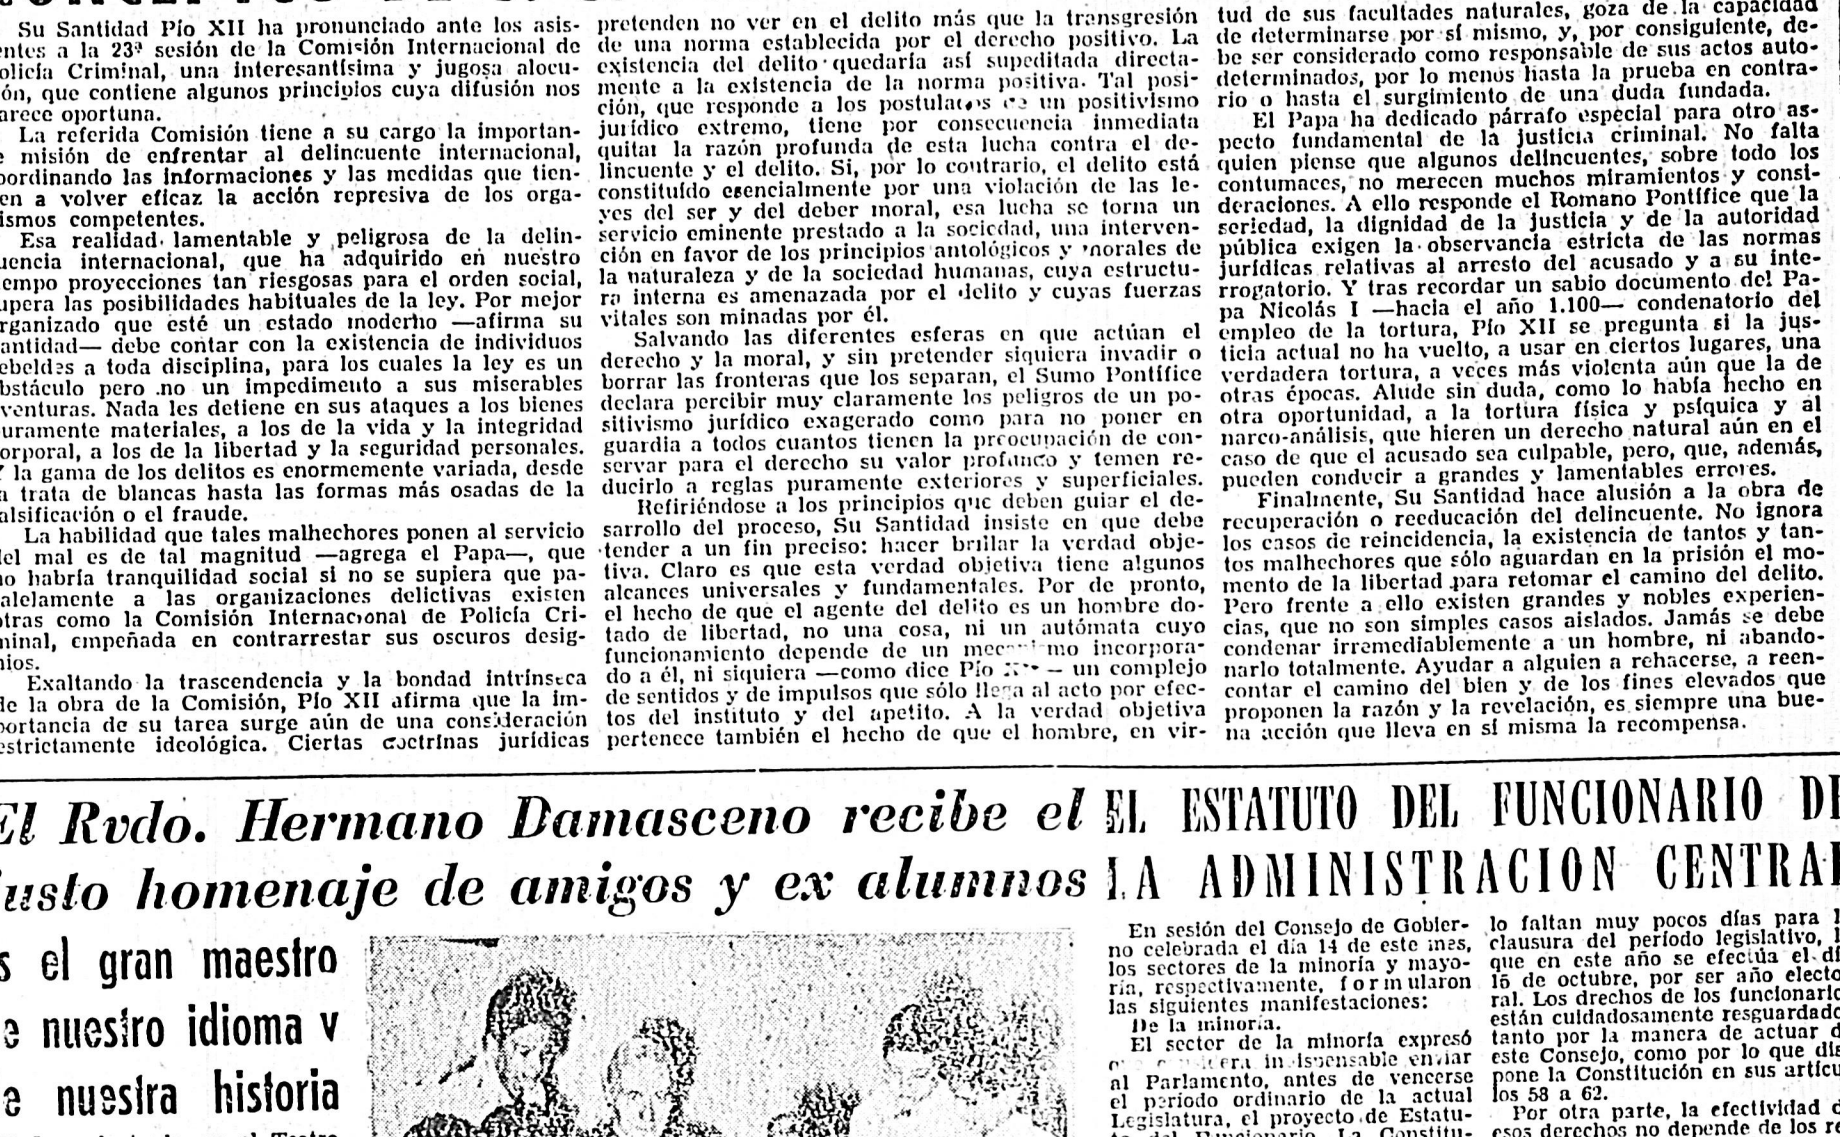 Su Santidad Pío XII ha pronunciado ante los asis-
entes a la 23ª sesión de la Comisión Internacional de
olicía Criminal, una interesantísima y jugosa alocu-
ón, que contiene algunos principios cuya difusión nos
arece oportuna.
La referida Comisión tiene a su cargo la importan-
e misión de enfrentar al delincuente internacional,
oordinando las informaciones y las medidas que tien-
en a volver eficaz la acción represiva de los orga-
ismos competentes.
Esa realidad lamentable y peligrosa de la delin-
uencia internacional, que ha adquirido en nuestro
empo proyecciones tan riesgosas para el orden social,
upera las posibilidades habituales de la ley. Por mejor
rganizado que esté un estado moderno —afirma su
antidad— debe contar con la existencia de individuos
ebeldes a toda disciplina, para los cuales la ley es un
bstáculo pero no un impedimento a sus miserables
venturas. Nada les detiene en sus ataques a los bienes
uramente materiales, a los de la vida y la integridad
orporal, a los de la libertad y la seguridad personales.
Y la gama de los delitos es enormemente variada, desde
a trata de blancas hasta las formas más osadas de la
alsificación o el fraude.
La habilidad que tales malhechores ponen al servicio
del mal es de tal magnitud —agrega el Papa—, que
no habría tranquilidad social si no se supiera que pa-
alelamente a las organizaciones delictivas existen
otras como la Comisión Internacional de Policía Cri-
minal, empeñada en contrarrestar sus oscuros desig-
nios.
Exaltando la trascendencia y la bondad intrínseca
de la obra de la Comisión, Pío XII afirma que la im-
portancia de su tarea surge aún de una consideración
estrictamente ideológica. Ciertas doctrinas jurídicas
pretenden no ver en el delito más que la transgresión
de una norma establecida por el derecho positivo. La
existencia del delito quedaría así supeditada directa-
mente a la existencia de la norma positiva. Tal posi-
ción, que responde a los postulados de un positivismo
jurídico extremo, tiene por consecuencia inmediata
quitar la razón profunda de esta lucha contra el de-
lincuente y el delito. Si, por lo contrario, el delito está
constituído esencialmente por una violación de las le-
yes del ser y del deber moral, esa lucha se torna un
servicio eminente prestado a la sociedad, una interven-
ción en favor de los principios antológicos y morales de
la naturaleza y de la sociedad humanas, cuya estructu-
ra interna es amenazada por el delito y cuyas fuerzas
vitales son minadas por él.
Salvando las diferentes esferas en que actúan el
derecho y la moral, y sin pretender siquiera invadir o
borrar las fronteras que los separan, el Sumo Pontífice
declara percibir muy claramente los peligros de un po-
sitivismo jurídico exagerado como para no poner en
guardia a todos cuantos tienen la preocupación de con-
servar para el derecho su valor profundo y temen re-
ducirlo a reglas puramente exteriores y superficiales.
Refiriéndose a los principios que deben guiar el de-
sarrollo del proceso, Su Santidad insiste en que debe
tender a un fin preciso: hacer brillar la verdad obje-
tiva. Claro es que esta verdad objetiva tiene algunos
alcances universales y fundamentales. Por de pronto,
el hecho de que el agente del delito es un hombre do-
tado de libertad, no una cosa, ni un autómata cuyo
funcionamiento depende de un mecanismo incorpora-
do a él, ni siquiera —como dice Pío — un complejo
de sentidos y de impulsos que sólo llega al acto por efec-
tos del instituto y del apetito. A la verdad objetiva
pertenece también el hecho de que el hombre, en vir-
tud de sus facultades naturales, goza de la capacidad
de determinarse por sí mismo, y, por consiguiente, de-
be ser considerado como responsable de sus actos auto-
determinados, por lo menos hasta la prueba en contra-
rio o hasta el surgimiento de una duda fundada.
El Papa ha dedicado párrafo especial para otro as-
pecto fundamental de la justicia criminal. No falta
quien piense que algunos delincuentes, sobre todo los
contumaces, no merecen muchos miramientos y consi-
deraciones. A ello responde el Romano Pontífice que la
seriedad, la dignidad de la justicia y de la autoridad
pública exigen la observancia estricta de las normas
jurídicas relativas al arresto del acusado y a su inte-
rrogatorio. Y tras recordar un sabio documento del Pa-
pa Nicolás I —hacia el año 1.100— condenatorio del
empleo de la tortura, Pío XII se pregunta si la jus-
ticia actual no ha vuelto, a usar en ciertos lugares, una
verdadera tortura, a veces más violenta aún que la de
otras épocas. Alude sin duda, como lo había hecho en
otra oportunidad, a la tortura física y psíquica y al
narco-análisis, que hieren un derecho natural aún en el
caso de que el acusado sea culpable, pero, que, además,
pueden conducir a grandes y lamentables errores.
Finalmente, Su Santidad hace alusión a la obra de
recuperación o reeducación del delincuente. No ignora
los casos de reincidencia, la existencia de tantos y tan-
tos malhechores que sólo aguardan en la prisión el mo-
mento de la libertad para retomar el camino del delito.
Pero frente a ello existen grandes y nobles experien-
cias, que no son simples casos aislados. Jamás se debe
condenar irremediablemente a un hombre, ni abando-
narlo totalmente. Ayudar a alguien a rehacerse, a reen-
contar el camino del bien y de los fines elevados que
proponen la razón y la revelación, es siempre una bue-
na acción que lleva en sí misma la recompensa.
El Rvdo. Hermano Damasceno recibe el
justo homenaje de amigos y ex alumnos
s el gran maestro
e nuestro idioma y
e nuestra historia
EL ESTATUTO DEL FUNCIONARIO DE
LA ADMINISTRACION CENTRAL
En sesión del Consejo de Gobier-
no celebrada el día 14 de este mes,
los sectores de la minoría y mayo-
ría, respectivamente, formularon
las siguientes manifestaciones:
De la minoría.
El sector de la minoría expresó
indispensable enviar
al Parlamento, antes de vencerse
el período ordinario de la actual
Legislatura, el proyecto de Estatu-
to del Funcionario. La Constitu-
lo faltan muy pocos días para l
clausura del período legislativo, l
que en este año se efectúa el dí
15 de octubre, por ser año electo
ral. Los drechos de los funcionario
están cuidadosamente resguardado
tanto por la manera de actuar d
este Consejo, como por lo que dis
pone la Constitución en sus artícu
los 58 a 62.
Por otra parte, la efectividad d
esos derechos no depende de los re